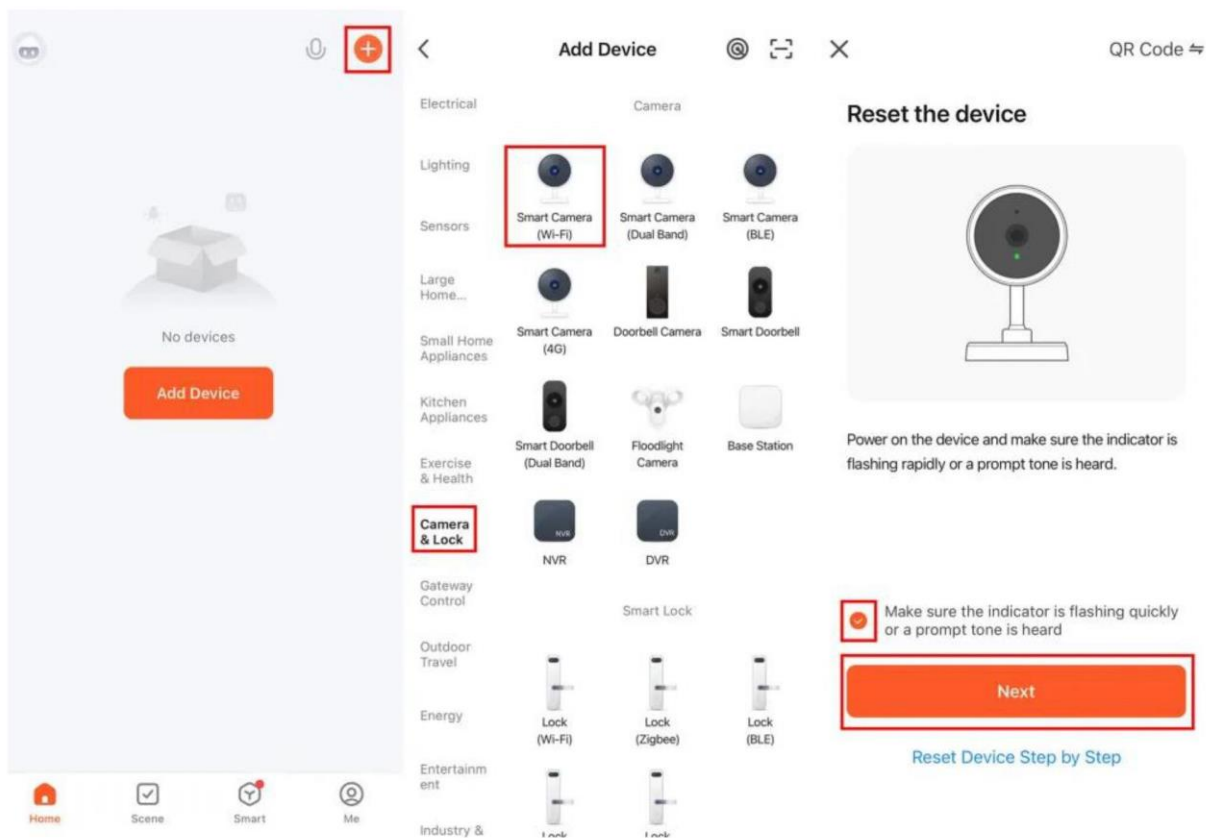 No devices
Add Device
Home
Scene
Smart
Me
Add Device
Electrical
Lighting
Sensors
Large
Home...
Small Home
Appliances
Kitchen
Appliances
Exercise
& Health
Camera
& Lock
Gateway
Control
Outdoor
Travel
Energy
Entertainm
ent
Industry &
Camera
Smart Camera
(Wi-Fi)
Smart Camera
(Dual Band)
Smart Camera
(BLE)
Smart Camera
(4G)
Doorbell Camera
Smart Doorbell
Smart Doorbell
(Dual Band)
Floodlight
Camera
Base Station
NVR
NVR
DVR
DVR
Smart Lock
Lock
(Wi-Fi)
Lock
(Zigbee)
Lock
(BLE)
Lock
Lock
QR Code
Reset the device
Power on the device and make sure the indicator is
flashing rapidly or a prompt tone is heard.
Make sure the indicator is flashing quickly
or a prompt tone is heard
Next
Reset Device Step by Step